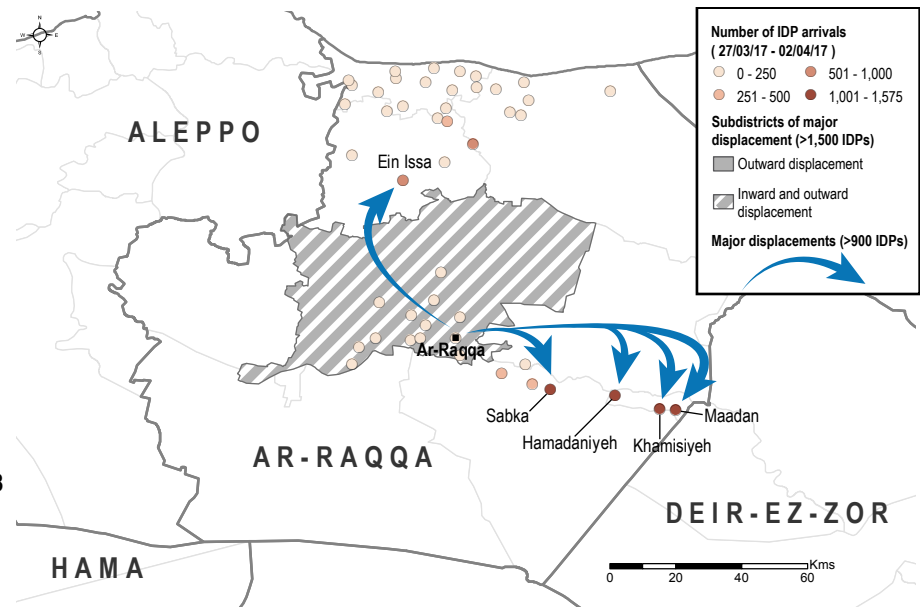 N
W
E
S
Number of IDP arrivals
( 27/03/17 - 02/04/17 )
0 - 250
501 - 1,000
251 - 500
1,001 - 1,575
Subdistricts of major
displacement (>1,500 IDPs)
Outward displacement
Inward and outward
displacement
Major displacements (>900 IDPs)
ALEPPO
Ein Issa
Ar-Raqqa
Sabka
Hamadaniyeh
Khamisiyeh
Maadan
AR-RAQQA
DEIR-EZ-ZOR
HAMA
3
Kms
0
20
40
60